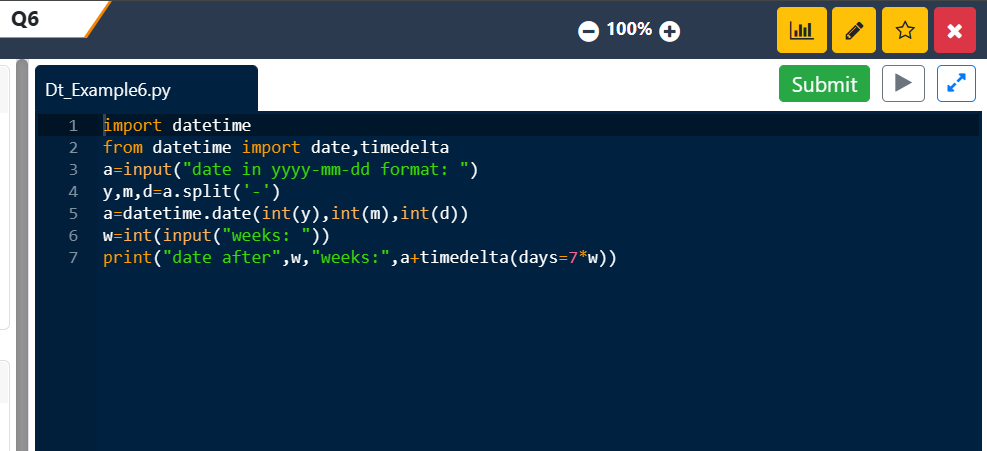 Q6
100%
Dt_Example6.py
Submit
1 import datetime
2 from datetime import date,timedelta
3 a=input("date in yyyy-mm-dd format: ")
4 y,m,d=a.split('-')
5 a=datetime.date(int(y),int(m),int(d))
6 w=int(input("weeks: "))
7 print("date after",w,"weeks:",a+timedelta(days=7*w))